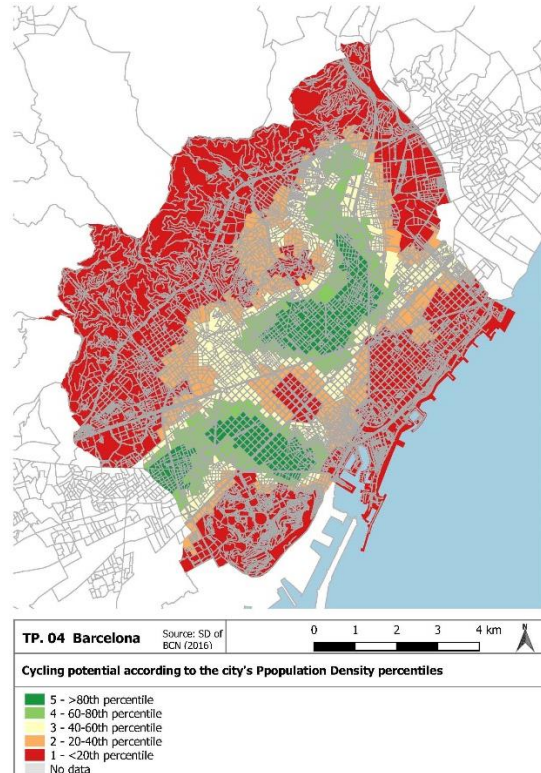 TP. 04 Barcelona
Source: SD of
BCN (2016)
0 1 2 3 4 km
N
Cycling potential according to the city's Ppopulation Density percentiles
5 - >80th percentile
4 - 60-80th percentile
3 - 40-60th percentile
2 - 20-40th percentile
1 - <20th percentile
No data